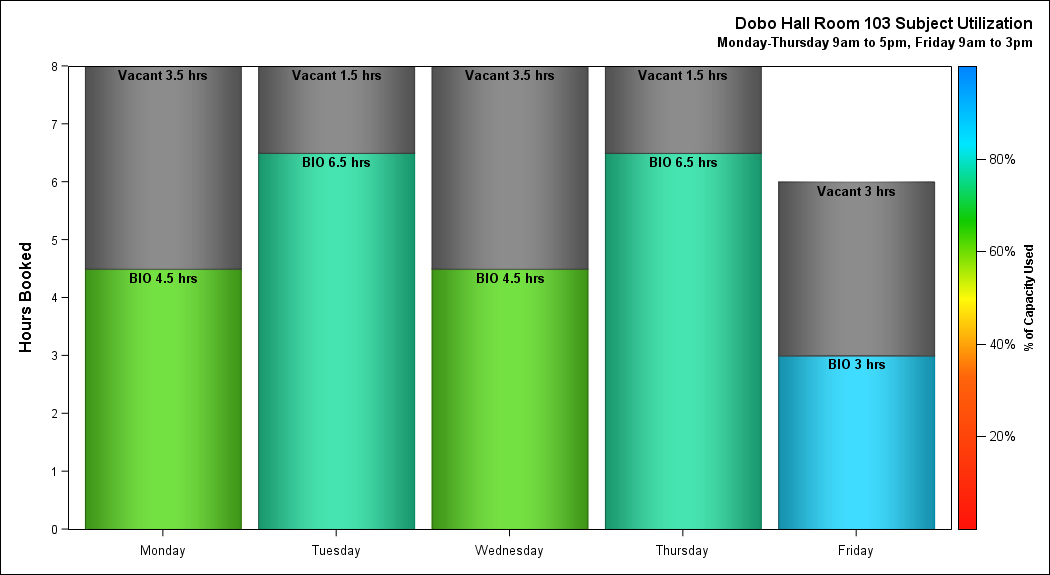 Dobo Hall Room 103 Subject Utilization
Monday-Thursday 9am to 5pm, Friday 9am to 3pm
Hours Booked
8
7
6
5
4
3
2
1
0
Vacant 3.5 hrs
BIO 4.5 hrs
Vacant 1.5 hrs
BIO 6.5 hrs
Vacant 3.5 hrs
BIO 4.5 hrs
Vacant 1.5 hrs
BIO 6.5 hrs
Vacant 3 hrs
BIO 3 hrs
Monday
Tuesday
Wednesday
Thursday
Friday
80%
60%
40%
20%
% of Capacity Used